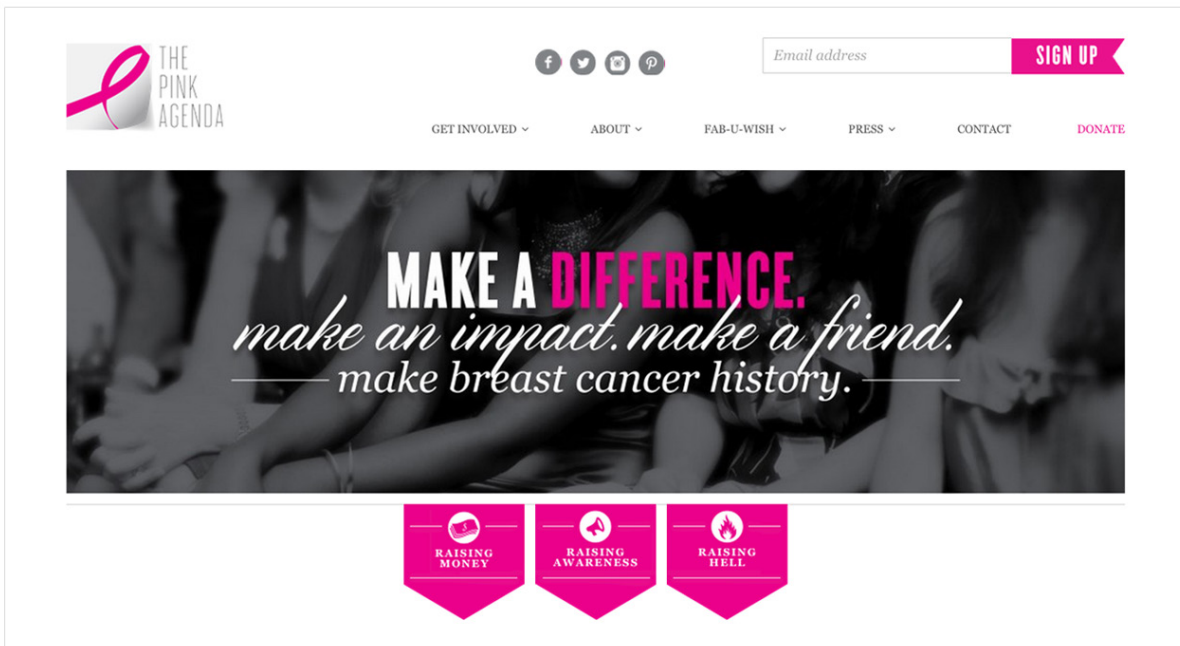 THE
PINK
AGENDA
Email address
SIGN UP
GET INVOLVED
ABOUT
FAB-U-WISH
PRESS
CONTACT
DONATE
MAKE A DIFFERENCE.
make an impact. make a friend.
make breast cancer history.
RAISING
MONEY
RAISING
AWARENESS
RAISING
HELL